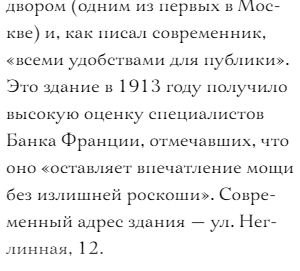 двором (одним из первых в Мос-
кве) и, как писал современник,
«всеми удобствами для публики».
Это здание в 1913 году получило
высокую оценку специалистов
Банка Франции, отмечавших, что
оно «оставляет впечатление мощи
без излишней роскоши». Совре-
менный адрес здания — ул. Нег-
линная, 12.